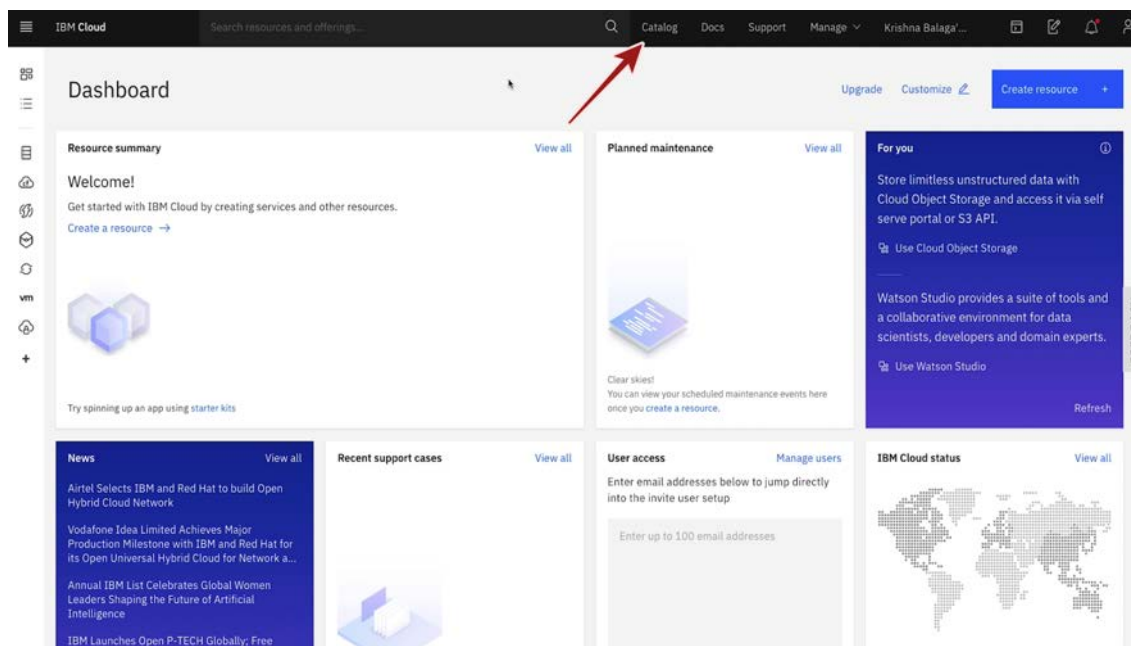 IBM Cloud
Search resources and offerings...
Catalog
Docs
Support
Manage
Krishna Balaga'...
Dashboard
Upgrade
Customize
Create resource +
Resource summary
View all
Welcome!
Get started with IBM Cloud by creating services and other resources.
Create a resource →
Try spinning up an app using starter kits
Planned maintenance
View all
Clear skies!
You can view your scheduled maintenance events here
once you create a resource.
For you
Store limitless unstructured data with
Cloud Object Storage and access it via self
serve portal or S3 API.
Use Cloud Object Storage
Watson Studio provides a suite of tools and
a collaborative environment for data
scientists, developers and domain experts.
Use Watson Studio
Refresh
vm
News
View all
Airtel Selects IBM and Red Hat to build Open
Hybrid Cloud Network
Vodafone Idea Limited Achieves Major
Production Milestone with IBM and Red Hat for
its Open Universal Hybrid Cloud for Network a...
Annual IBM List Celebrates Global Women
Leaders Shaping the Future of Artificial
Intelligence
IBM Launches Open P-TECH Globally; Free
Recent support cases
View all
User access
Manage users
Enter email addresses below to jump directly
into the invite user setup
Enter up to 100 email addresses
IBM Cloud status
View all